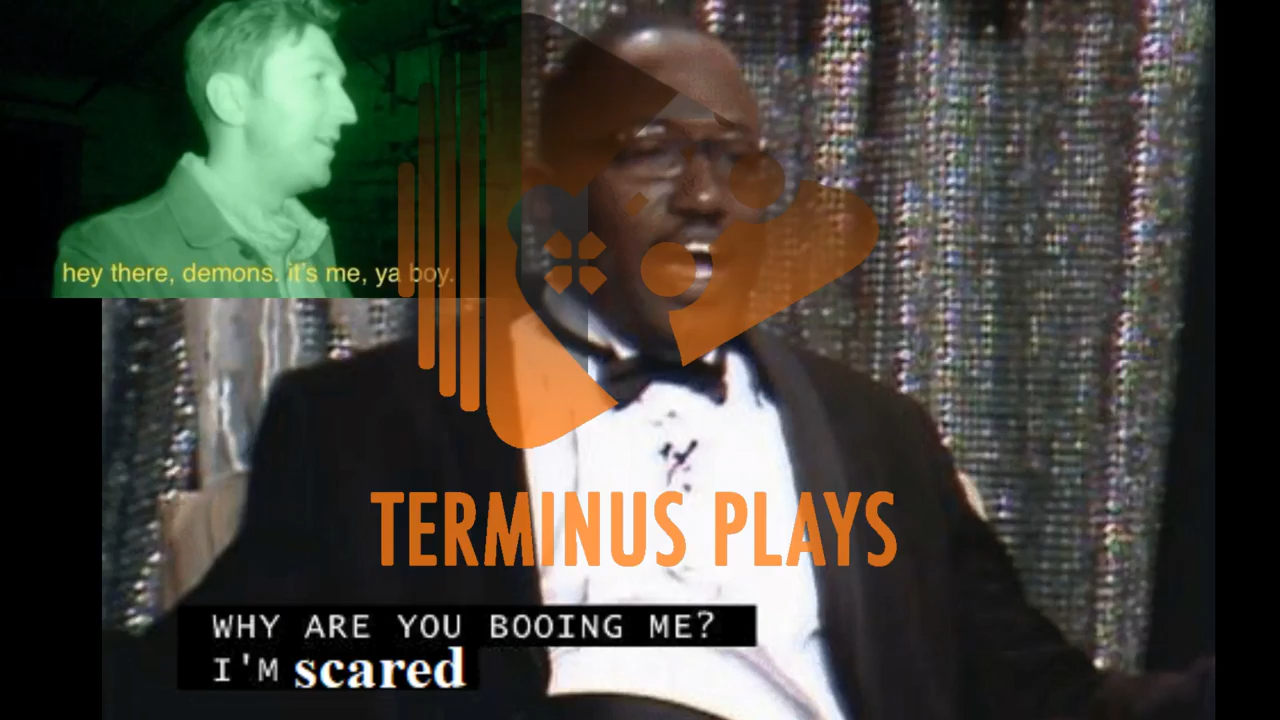 hey there, demons. it's me, ya boy.
TERMINUS PLAYS
WHY ARE YOU BOOING ME?
I'M scared